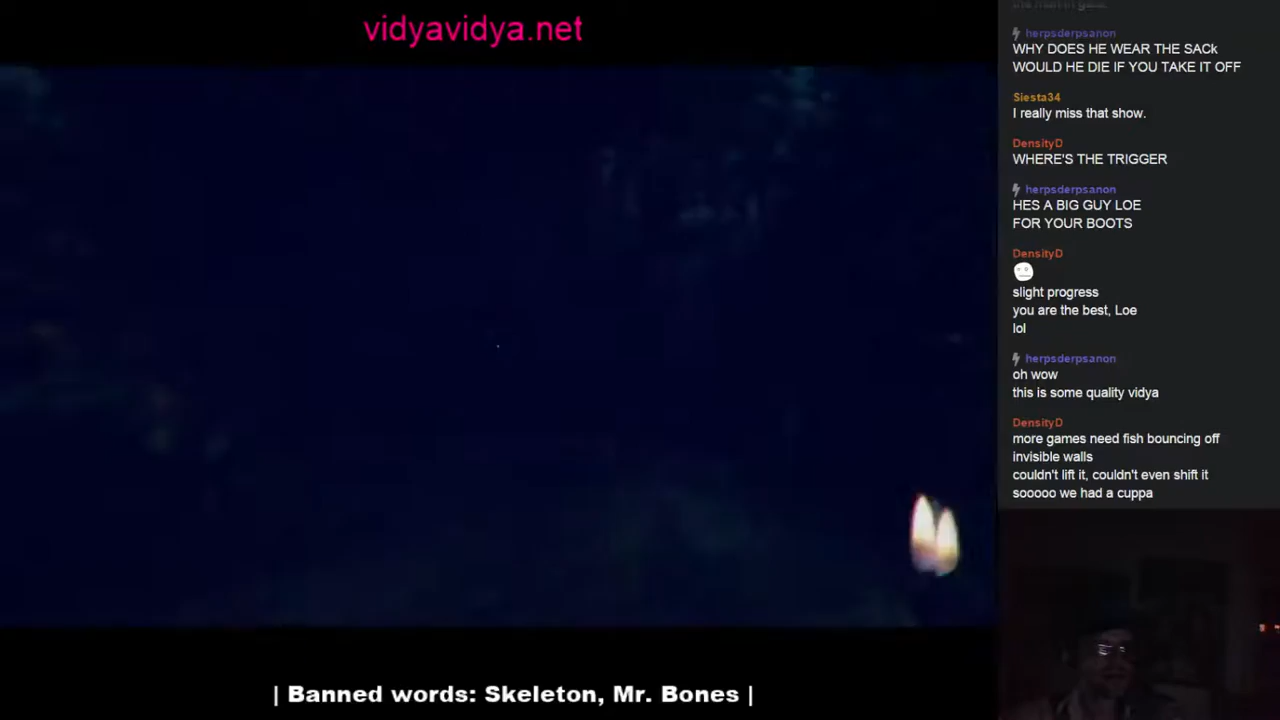 vidyavidya.net
herpsderpsanon
WHY DOES HE WEAR THE SACk
WOULD HE DIE IF YOU TAKE IT OFF
Siesta34
I really miss that show.
DensityD
WHERE'S THE TRIGGER
herpsderpsanon
HES A BIG GUY LOE
FOR YOUR BOOTS
DensityD
slight progress
you are the best, Loe
lol
herpsderpsanon
oh wow
this is some quality vidya
DensityD
more games need fish bouncing off
invisible walls
couldn't lift it, couldn't even shift it
sooooo we had a cuppa
| Banned words: Skeleton, Mr. Bones |